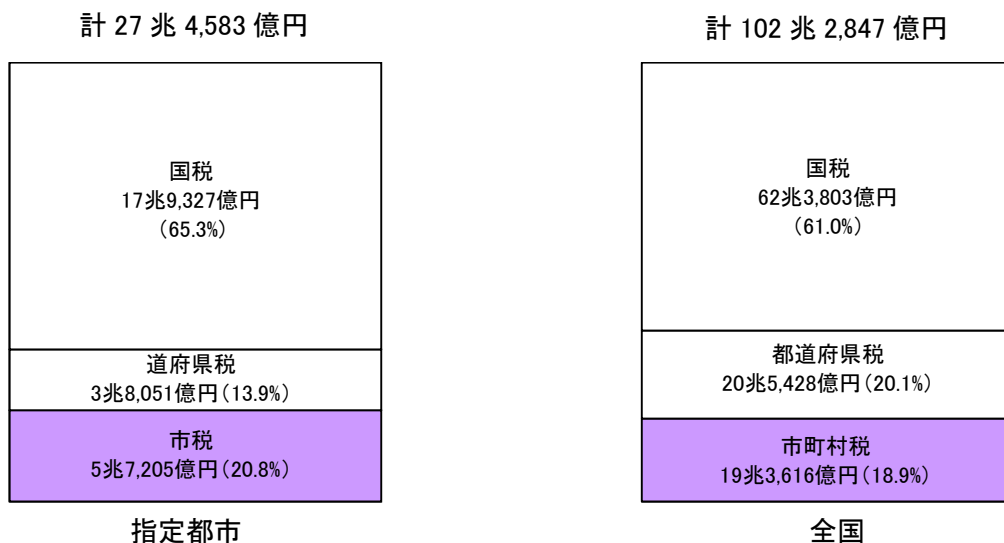 計 27 兆 4,583 億円
国税
17兆9,327億円
(65.3%)
道府県税
3兆8,051億円(13.9%)
市税
5兆7,205億円(20.8%)
指定都市
計 102 兆 2,847 億円
国税
62兆3,803億円
(61.0%)
都道府県税
20兆5,428億円(20.1%)
市町村税
19兆3,616億円(18.9%)
全国